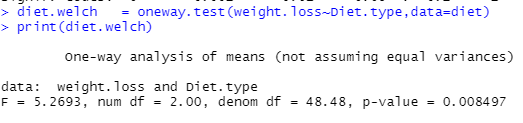 > diet.welch   = oneway.test(weight.loss~Diet.type,data=diet)
> print(diet.welch)
One-way analysis of means (not assuming equal variances)
data:  weight.loss and Diet.type
F = 5.2693, num df = 2.00, denom df = 48.48, p-value = 0.008497